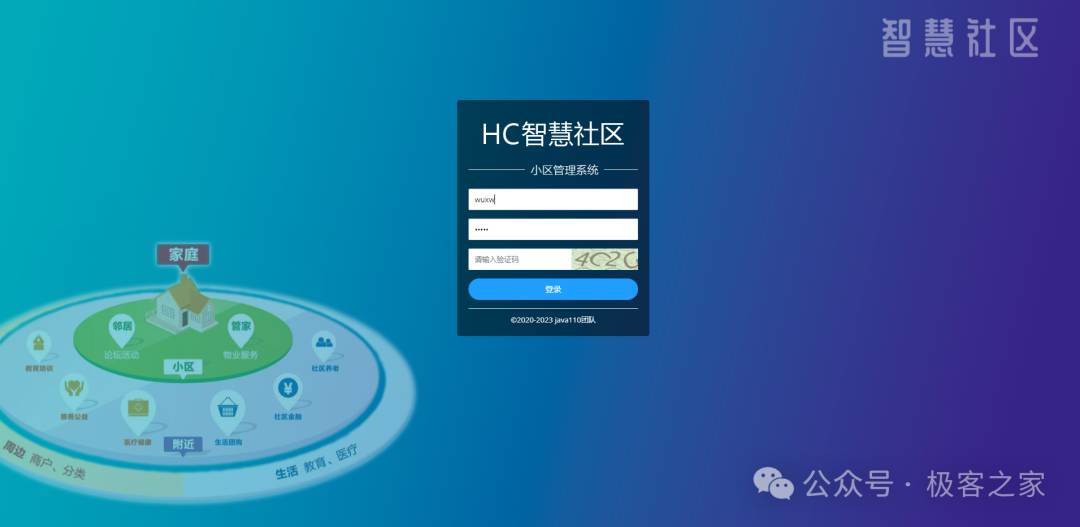 智慧社区
HC智慧社区
小区管理系统
wuxw
•••••
请输入验证码
4C2C
登录
©2020-2023 java110团队
家庭
邻居
管家
论坛活动
物业服务
教育培训
小区
社区养老
慈善公益
社区金融
医疗健康
附近
生活团购
周边 商户、分类
生活 教育、医疗
公众号 · 极客之家